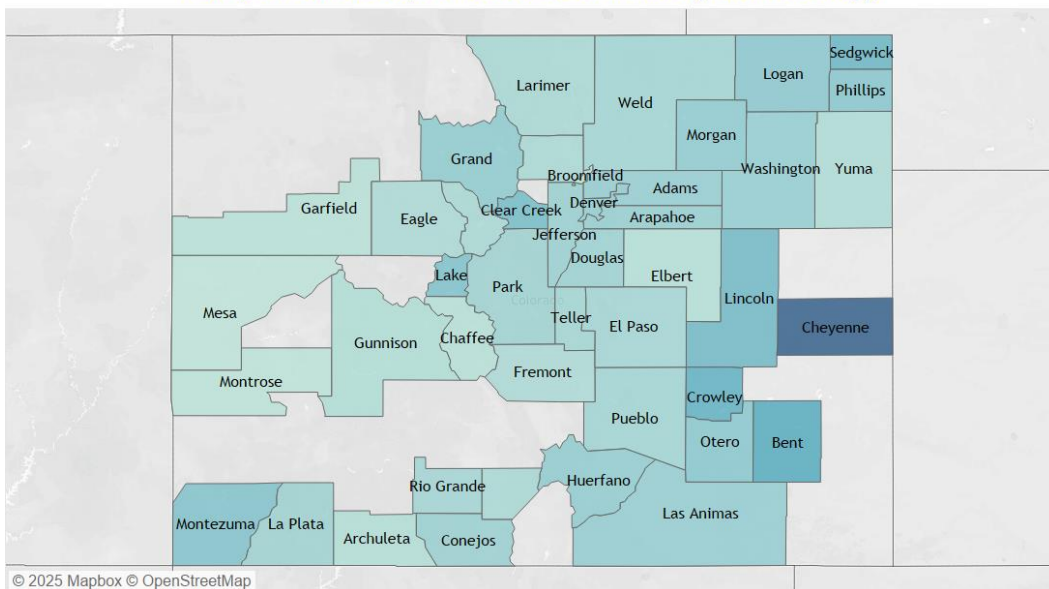 Sedgwick
Logan
Larimer
Phillips
Weld
Morgan
Grand
Washington
Yuma
Broomfield
Adams
Denver
Garfield
Clear Creek
Eagle
Arapahoe
Jefferson
Douglas
Lake
Elbert
Park
Lincoln
Colorado
Mesa
Teller
El Paso
Cheyenne
Chaffee
Gunnison
Fremont
Montrose
Crowley
Pueblo
Otero
Bent
Huerfano
Rio Grande
Las Animas
Montezuma
La Plata
Archuleta
Conejos
© 2025 Mapbox © OpenStreetMap